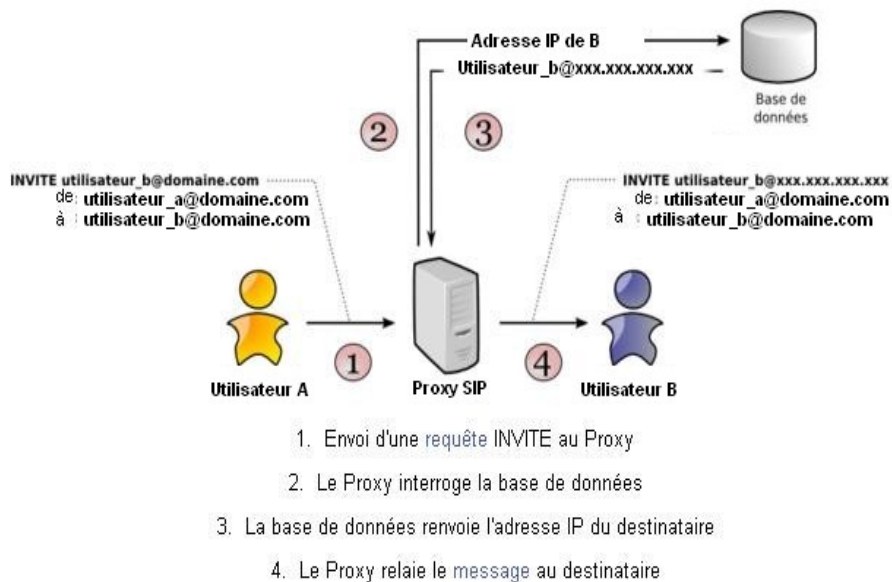 Adresse IP de B
Utilisateur_b@xxx.xxx.xxx.xxx
Base de
données
2
3
INVITE utilisateur_b@domaine.com
de: utilisateur_a@domaine.com
à : utilisateur_b@domaine.com
INVITE utilisateur_b@xxx.xxx.xxx.xxx
de: utilisateur_a@domaine.com
à : utilisateur_b@domaine.com
1
4
Utilisateur A
Proxy SIP
Utilisateur B
1. Envoi d'une requête INVITE au Proxy
2. Le Proxy interroge la base de données
3. La base de données renvoie l'adresse IP du destinataire
4. Le Proxy relaie le message au destinataire